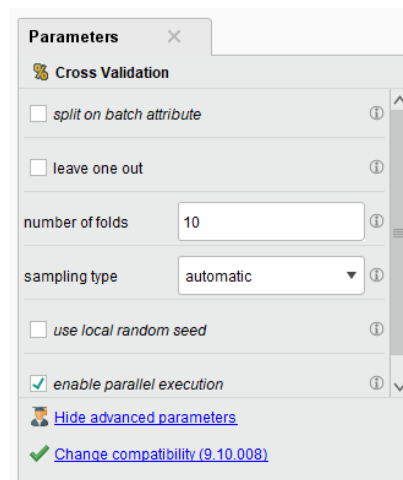 Parameters
Cross Validation
split on batch attribute
leave one out
number of folds 10
sampling type automatic
use local random seed
enable parallel execution
Hide advanced parameters
Change compatibility (9.10.008)